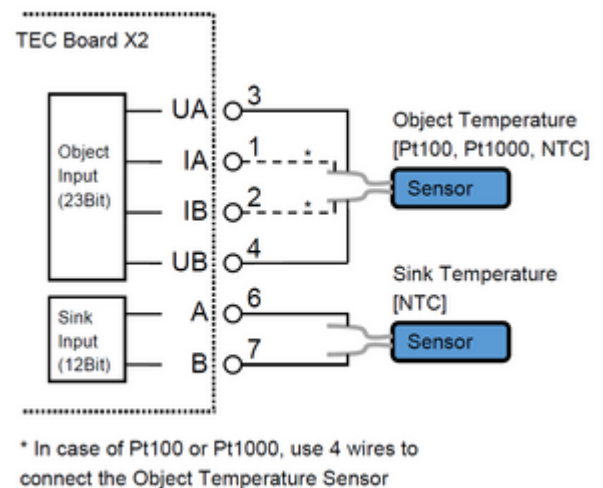 TEC Board X2
Object
Input
(23Bit)
UA 3
IA 1 *
IB 2 *
UB 4
Object Temperature
[Pt100, Pt1000, NTC]
Sensor
Sink
Input
(12Bit)
A 6
B 7
Sink Temperature
[NTC]
Sensor
* In case of Pt100 or Pt1000, use 4 wires to
connect the Object Temperature Sensor